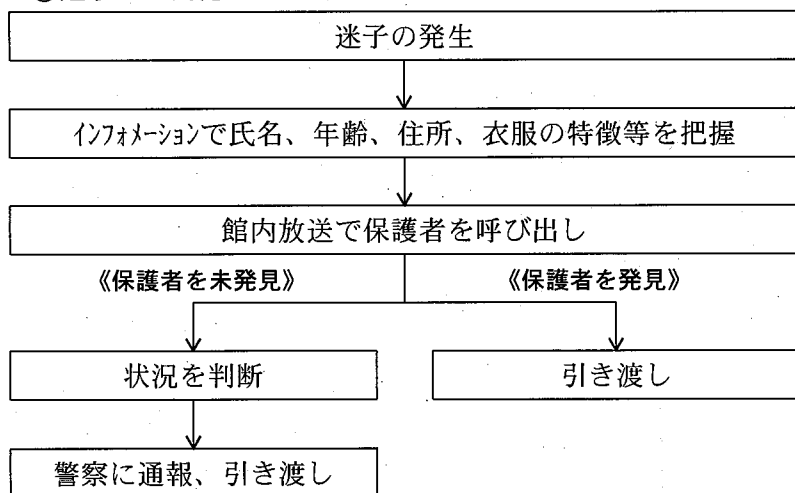 迷子の発生
インフォメーションで氏名、年齢、住所、衣服の特徴等を把握
館内放送で保護者を呼び出し
《保護者を未発見》 《保護者を発見》
状況を判断 引き渡し
警察に通報、引き渡し